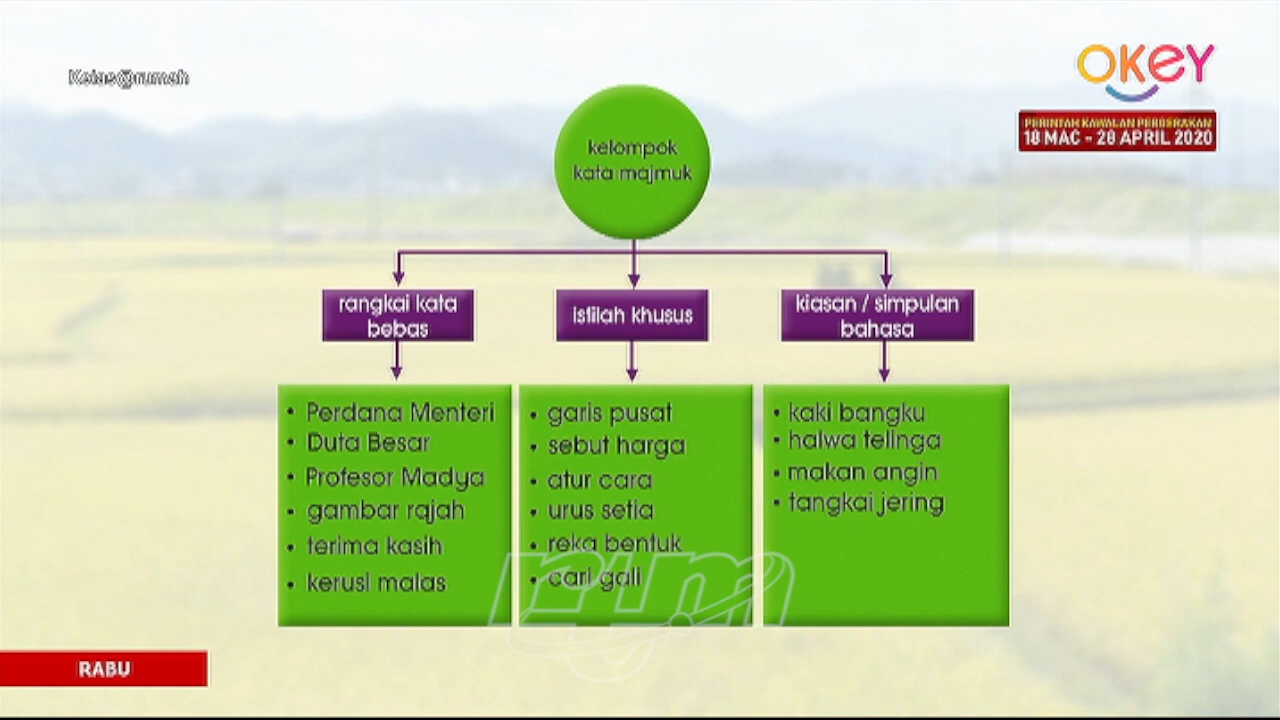 Kelas@rumah
OKEY
PERINTAH KAWALAN PERGERAKAN
18 MAC - 28 APRIL 2020
kelompok
kata majmuk
rangkai kata
bebas
istilah khusus
kiasan / simpulan
bahasa
• Perdana Menteri
• Duta Besar
• Profesor Madya
• gambar rajah
• terima kasih
• kerusi malas
• garis pusat
• sebut harga
• atur cara
• urus setia
• reka bentuk
• cari gali
• kaki bangku
• halwa telinga
• makan angin
• tangkai jering
rtm
RABU